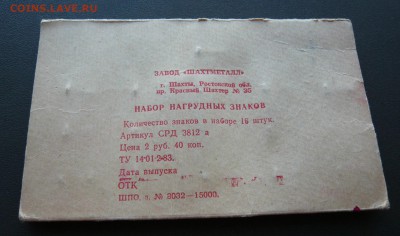 COINS.LAVE.RU
ЗАВОД «ШАХТМЕТАЛЛ»
г. Шахты, Ростовской обл.
пр. Красный Шахтер №
НАБОР НАГРУДНЫХ ЗНАКОВ
Количество знаков в наборе 16 штук.
Артикул СРД 3812 а
Цена 2 руб. 40 коп.
ТУ 14-01-2-83.
Дата выпуска
ОТК
ШПО. з. № 3032—15000.